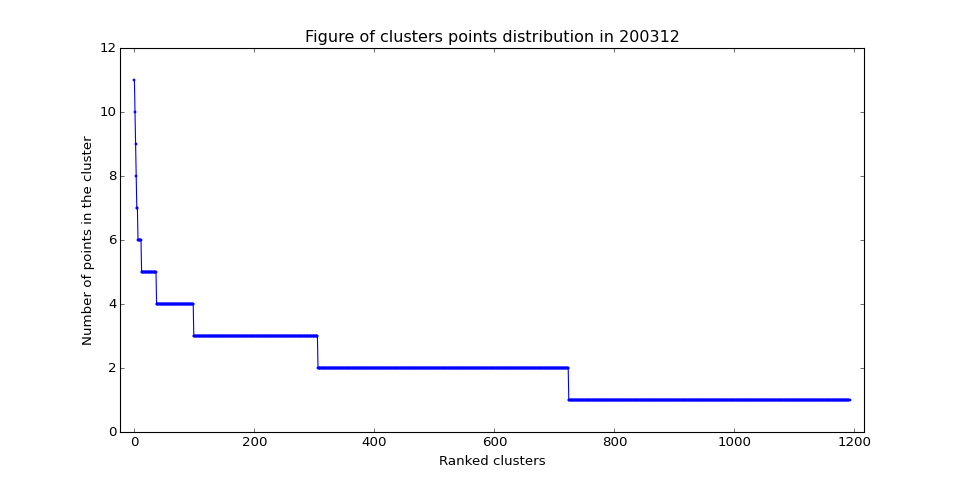 Figure of clusters points distribution in 200312
12
10
8
6
4
2
0
Number of points in the cluster
0 200 400 600 800 1000 1200
Ranked clusters